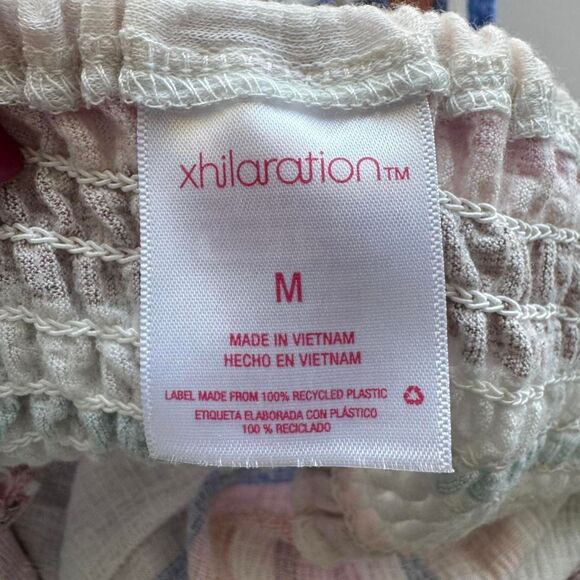 xhilaration™
M
MADE IN VIETNAM
HECHO EN VIETNAM
LABEL MADE FROM 100% RECYCLED PLASTIC
ETIQUETA ELABORADA CON PLÁSTICO
100 % RECICLADO